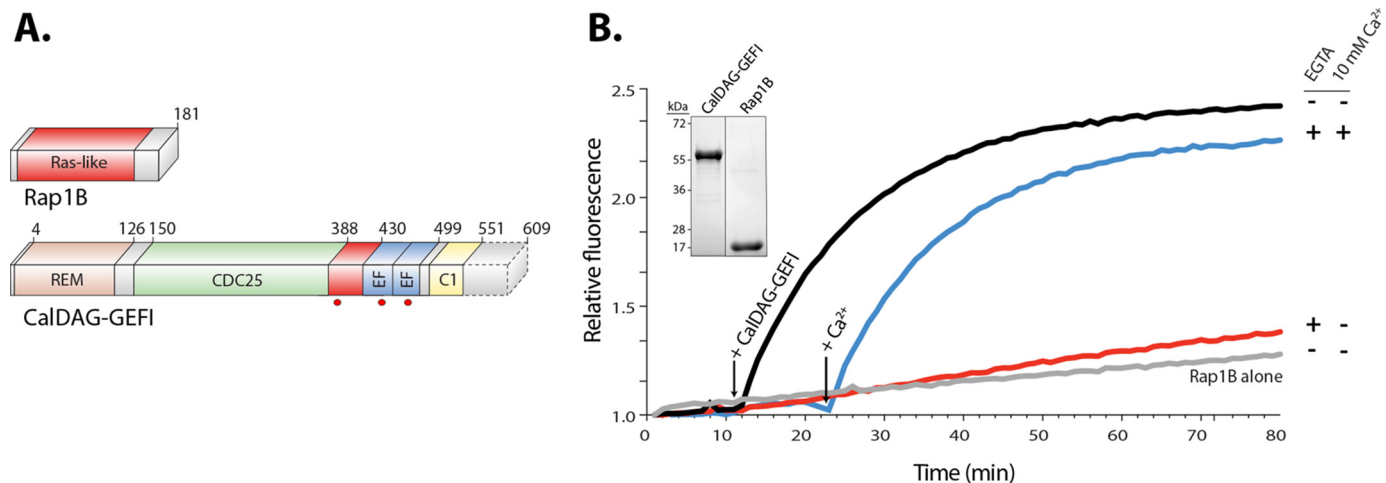 A.
181
Ras-like
Rap1B
4 126 150 388 430 499 551 609
REM CDC25 EF EF C1
CalDAG-GEFI
B.
EGTA
10 mM Ca²⁺
- -
+ +
+ -
- -
Relative fluorescence
2.5
2.0
1.5
1.0
kDa
CalDAG-GEFI
Rap1B
72
55
36
28
17
+ CalDAG-GEFI
+ Ca²⁺
Rap1B alone
0 10 20 30 40 50 60 70 80
Time (min)